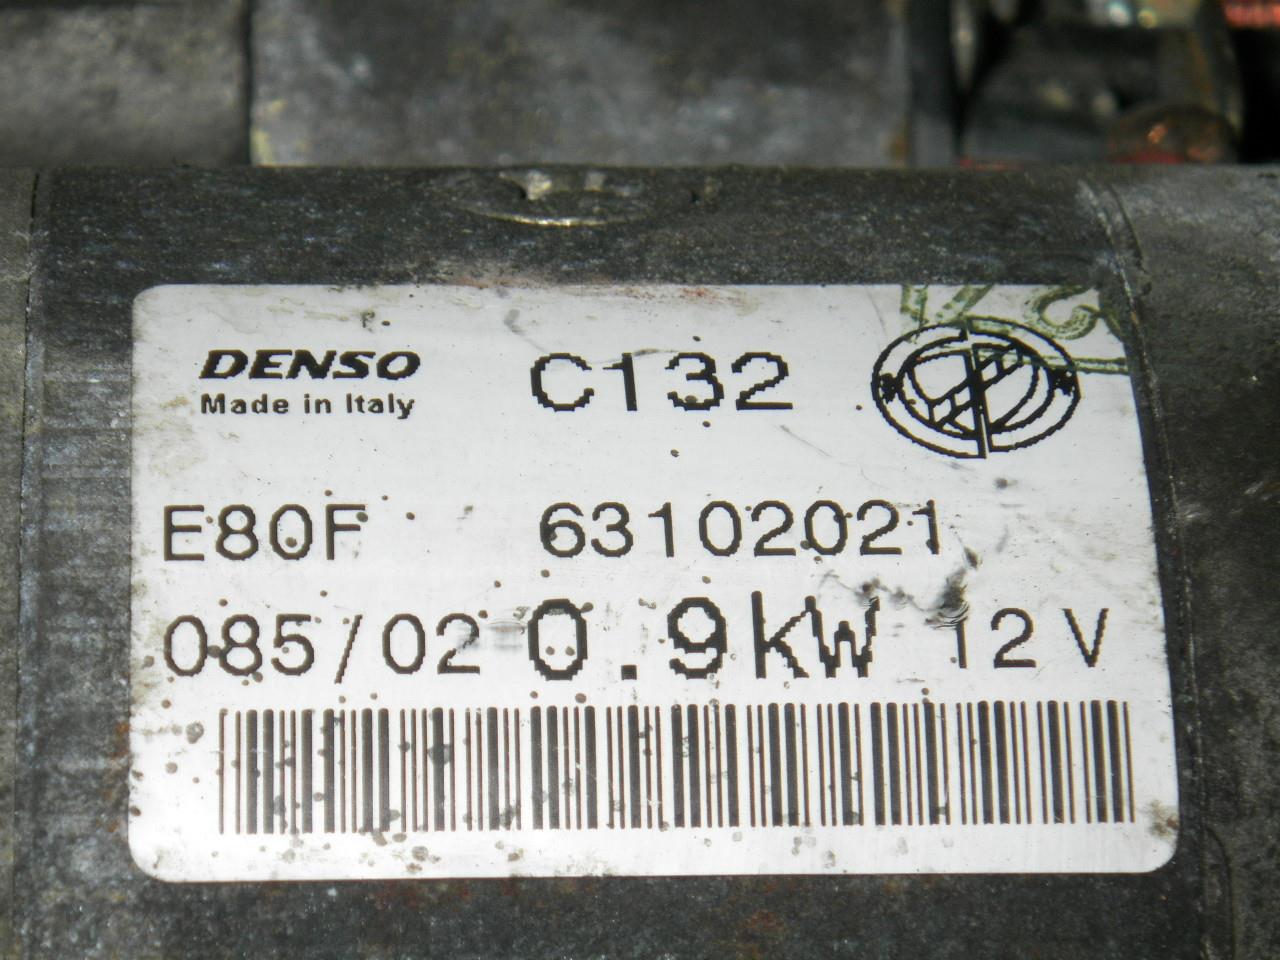 DENSO C132
Made in Italy
E80F 63102021
085/02 0.9kW 12V